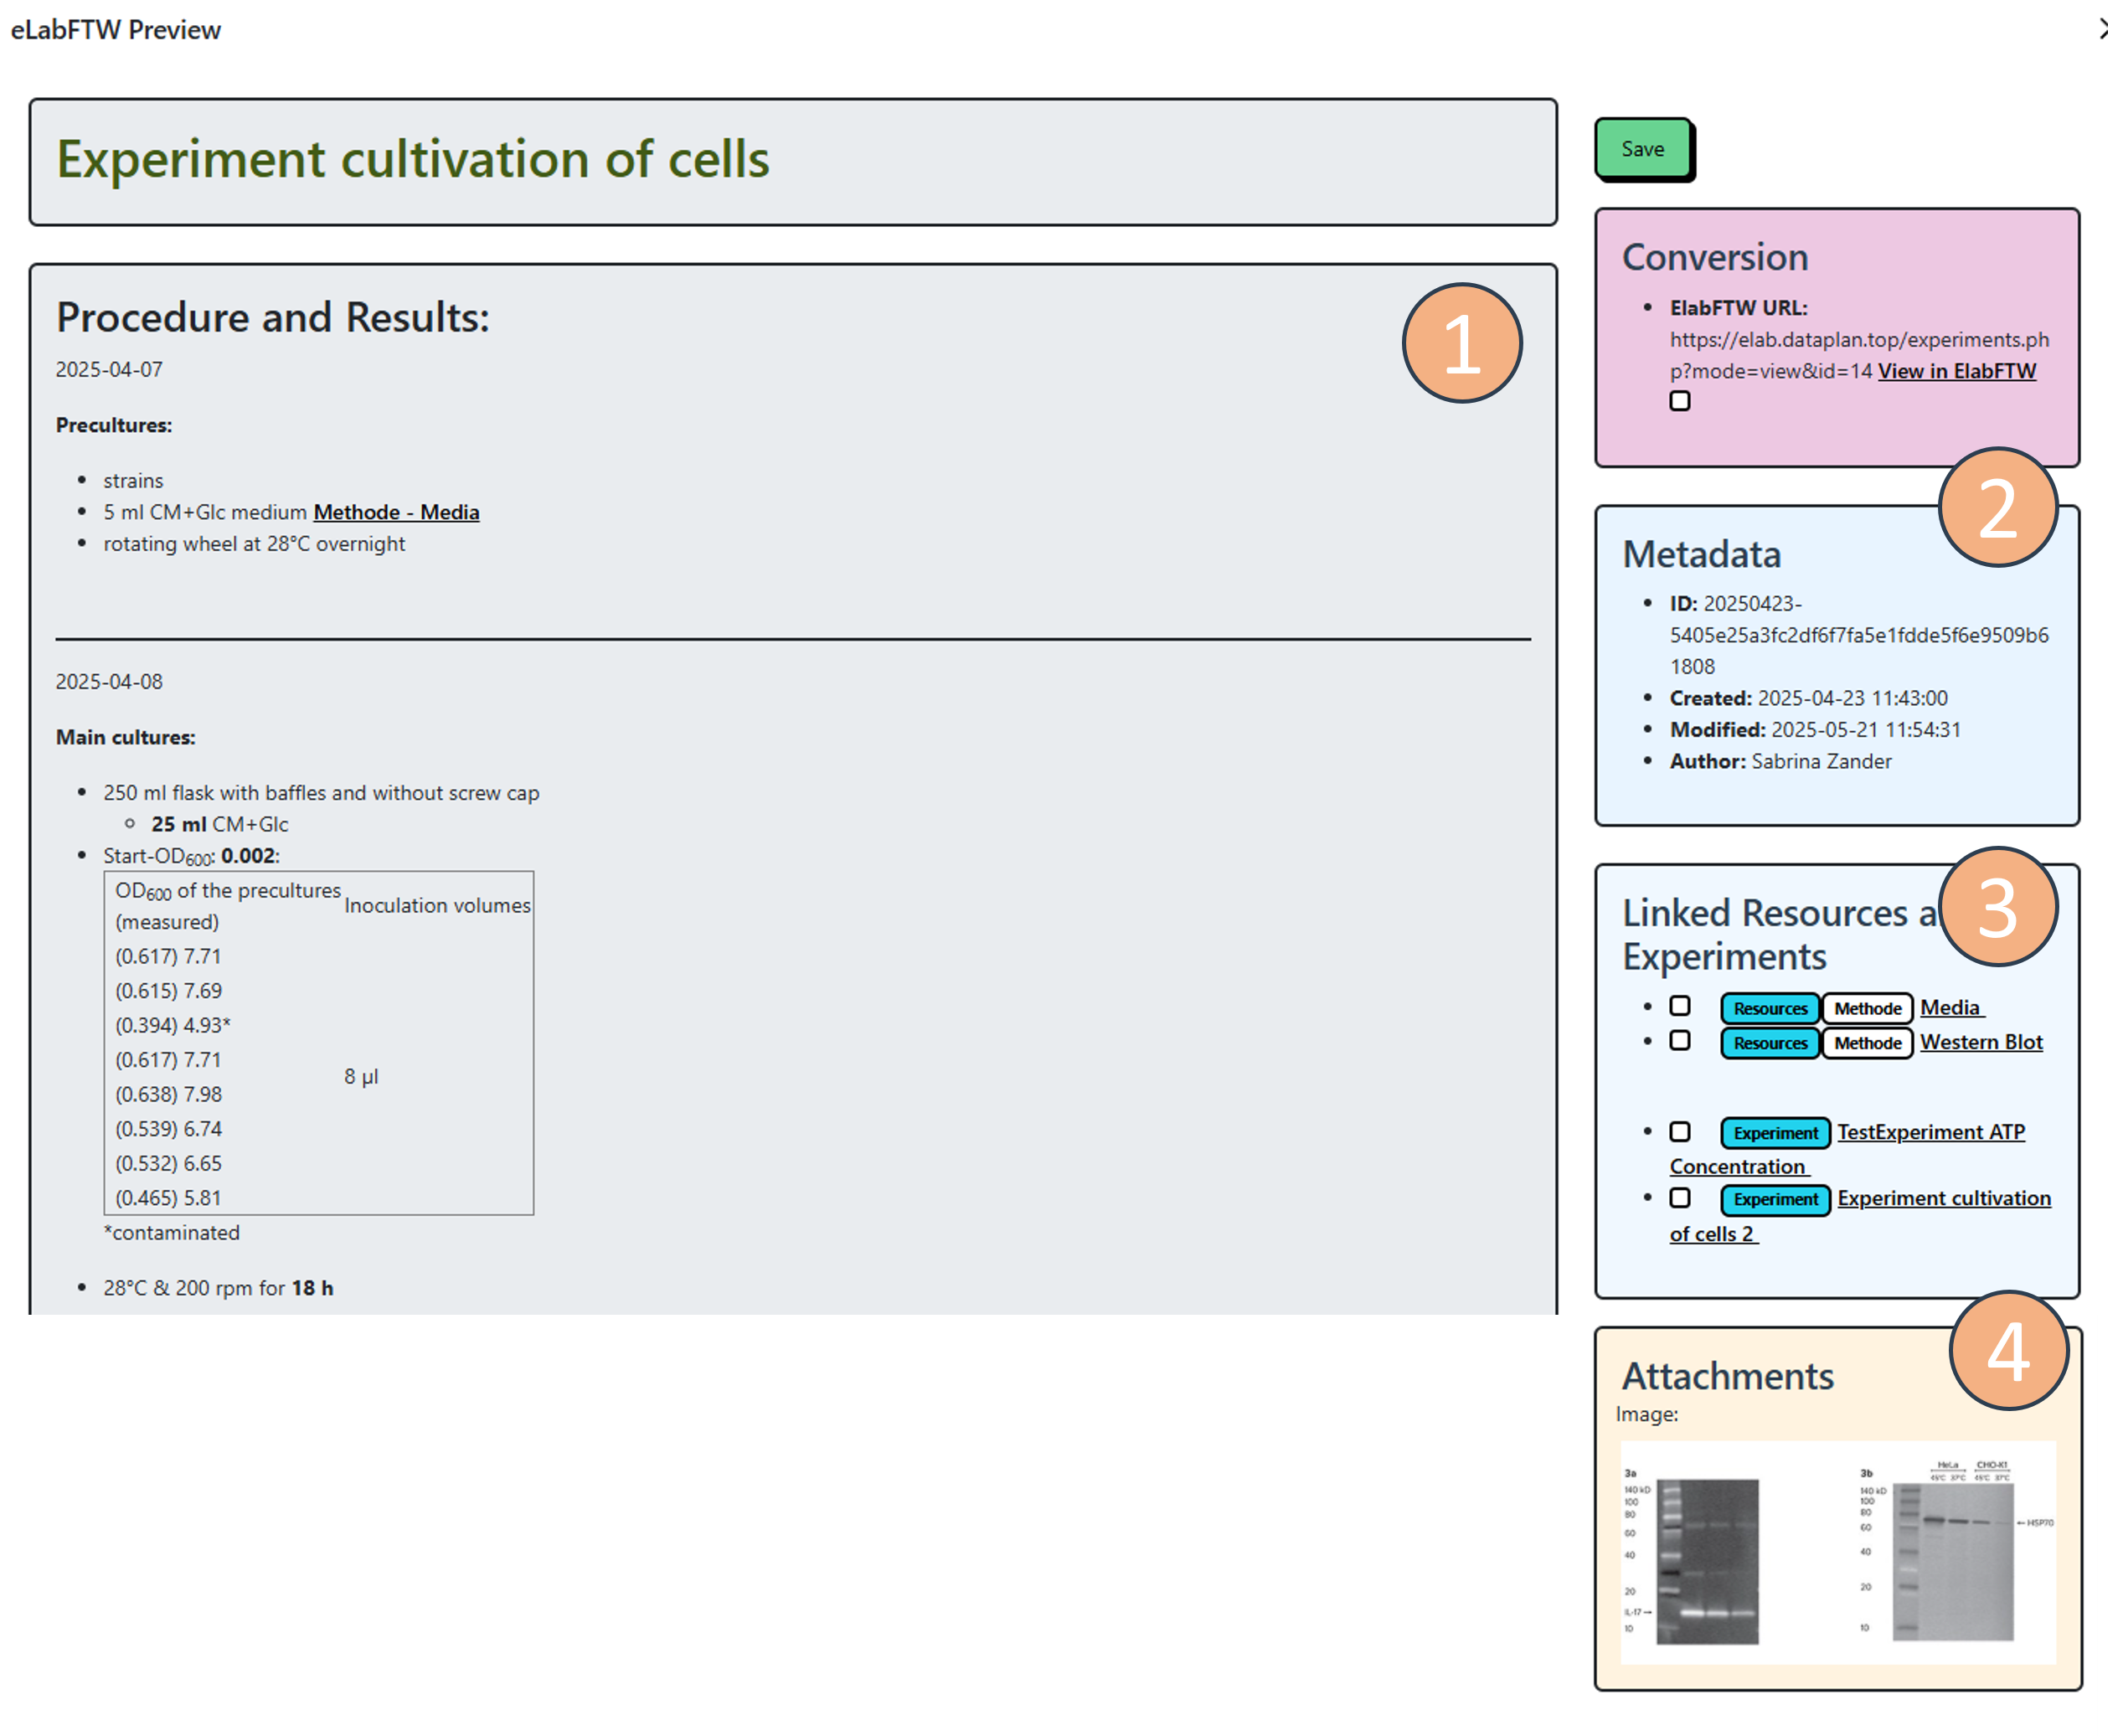 eLabFTW Preview
Experiment cultivation of cells
Procedure and Results:
1
2025-04-07
Precultures:
strains
5 ml CM+Glc medium Methode - Media
rotating wheel at 28°C overnight
2025-04-08
Main cultures:
250 ml flask with baffles and without screw cap
25 ml CM+Glc
Start-OD600: 0.002:
OD600 of the precultures
(measured)
Inoculation volumes
(0.617) 7.71
(0.615) 7.69
(0.394) 4.93*
(0.617) 7.71
8 µl
(0.638) 7.98
(0.539) 6.74
(0.532) 6.65
(0.465) 5.81
*contaminated
28°C & 200 rpm for 18 h
Save
Conversion
ElabFTW URL:
https://elab.dataplan.top/experiments.ph
p?mode=view&id=14 View in ElabFTW
2
Metadata
ID: 20250423-
5405e25a3fc2df6f7fa5e1fdde5f6e9509b6
1808
Created: 2025-04-23 11:43:00
Modified: 2025-05-21 11:54:31
Author: Sabrina Zander
3
Linked Resources a
Experiments
Resources Methode Media
Resources Methode Western Blot
Experiment TestExperiment ATP
Concentration
Experiment Experiment cultivation
of cells 2
4
Attachments
Image:
3a
140 kD
100
80
60
40
20
IL-17
10
3b
HeLa CHO-K1
45°C 37°C 45°C 37°C
140 kD
100
80
60
HSP70
40
20
10